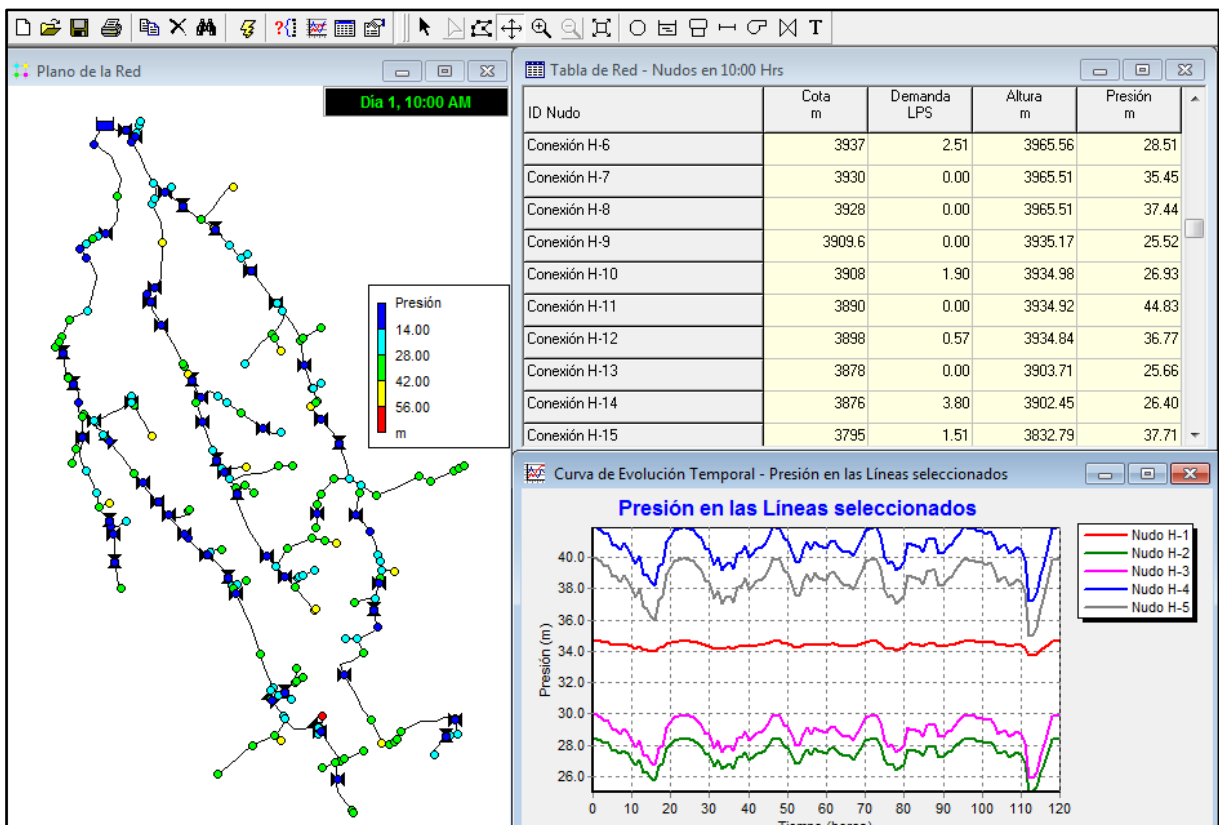 ?{}
T
Plano de la Red
Día 1, 10:00 AM
Presión
14.00
28.00
42.00
56.00
m
Tabla de Red - Nudos en 10:00 Hrs
ID Nudo Cota m Demanda LPS Altura m Presión m
Conexión H-6 3937 2.51 3965.56 28.51
Conexión H-7 3930 0.00 3965.51 35.45
Conexión H-8 3928 0.00 3965.51 37.44
Conexión H-9 3909.6 0.00 3935.17 25.52
Conexión H-10 3908 1.90 3934.98 26.93
Conexión H-11 3890 0.00 3934.92 44.83
Conexión H-12 3898 0.57 3934.84 36.77
Conexión H-13 3878 0.00 3903.71 25.66
Conexión H-14 3876 3.80 3902.45 26.40
Conexión H-15 3795 1.51 3832.79 37.71
Curva de Evolución Temporal - Presión en las Líneas seleccionados
Presión en las Líneas seleccionados
Presión (m)
40.0
38.0
36.0
34.0
32.0
30.0
28.0
26.0
0 10 20 30 40 50 60 70 80 90 100 110 120
Tiempo (horas)
Nudo H-1
Nudo H-2
Nudo H-3
Nudo H-4
Nudo H-5